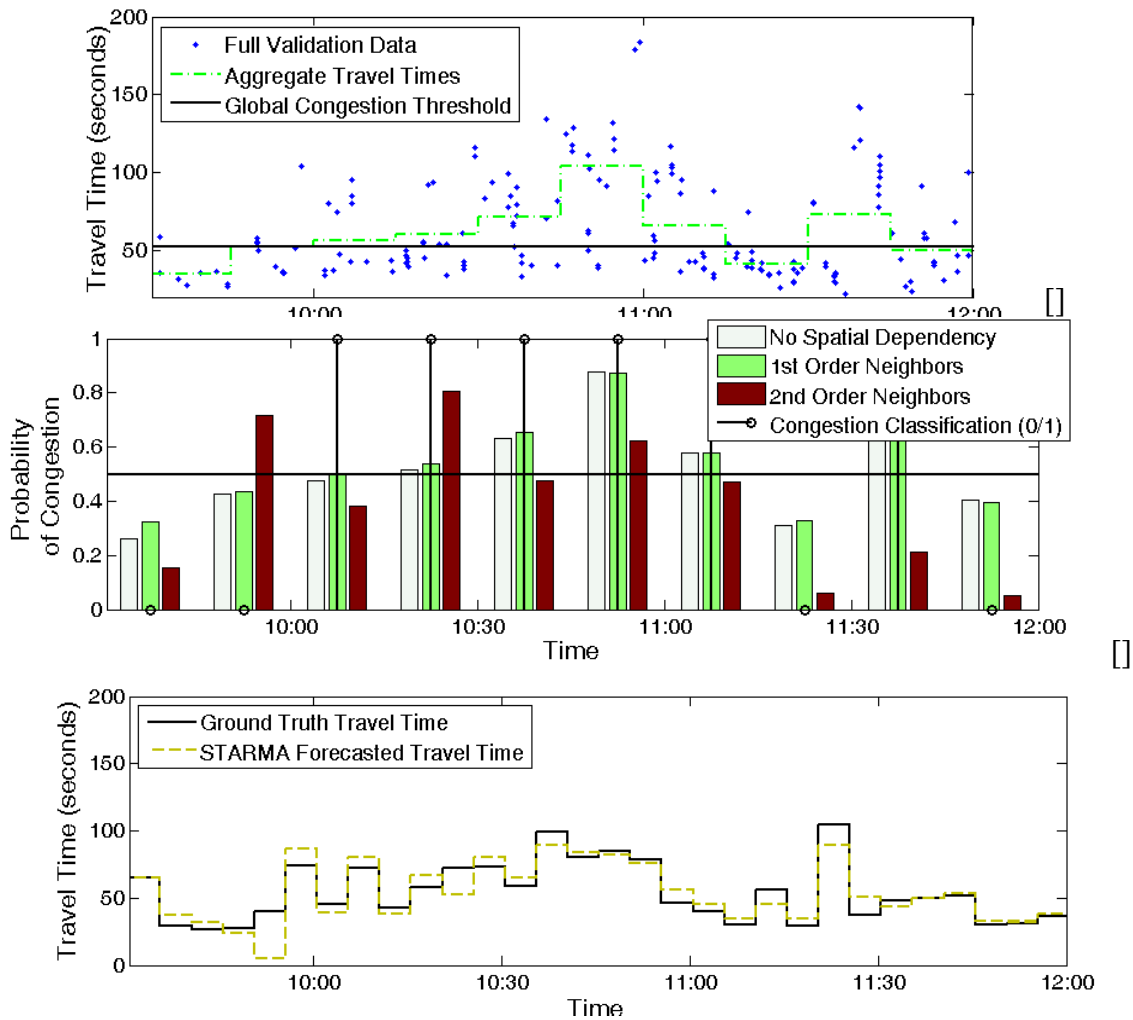 200
150
100
50
Travel Time (seconds)
Full Validation Data
Aggregate Travel Times
Global Congestion Threshold
10:00
11:00
12:00
[]
1
0.8
0.6
0.4
0.2
0
Probability
of Congestion
No Spatial Dependency
1st Order Neighbors
2nd Order Neighbors
Congestion Classification (0/1)
10:00
10:30
11:00
11:30
12:00
Time
[]
200
150
100
50
0
Travel Time (seconds)
Ground Truth Travel Time
STARMA Forecasted Travel Time
10:00
10:30
11:00
11:30
12:00
Time